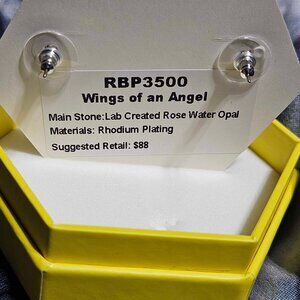 RBP3500
Wings of an Angel
Main Stone:Lab Created Rose Water Opal
Materials: Rhodium Plating
Suggested Retail: $88